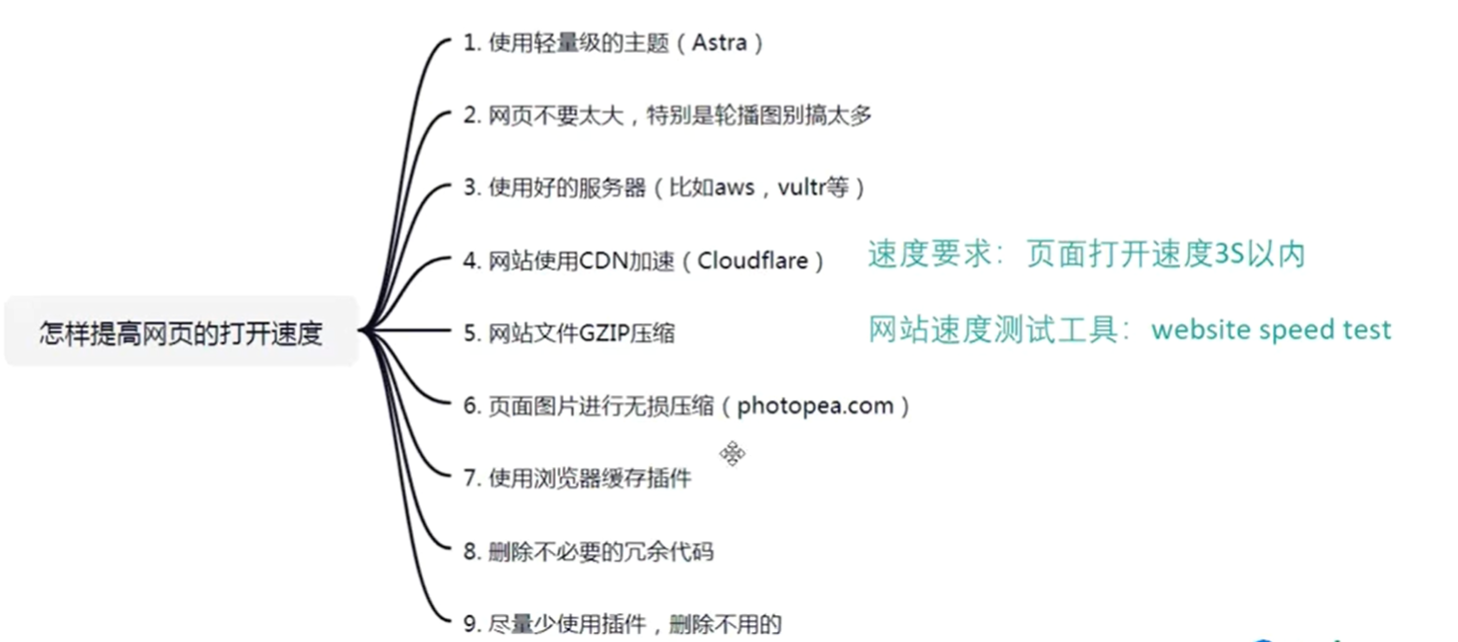 怎样提高网页的打开速度
1. 使用轻量级的主题（Astra）
2. 网页不要太大，特别是轮播图别搞太多
3. 使用好的服务器（比如aws，vultr等）
4. 网站使用CDN加速（Cloudflare）
5. 网站文件GZIP压缩
6. 页面图片进行无损压缩（photopea.com）
7. 使用浏览器缓存插件
8. 删除不必要的冗余代码
9. 尽量少使用插件，删除不用的
速度要求：页面打开速度3S以内
网站速度测试工具：website speed test